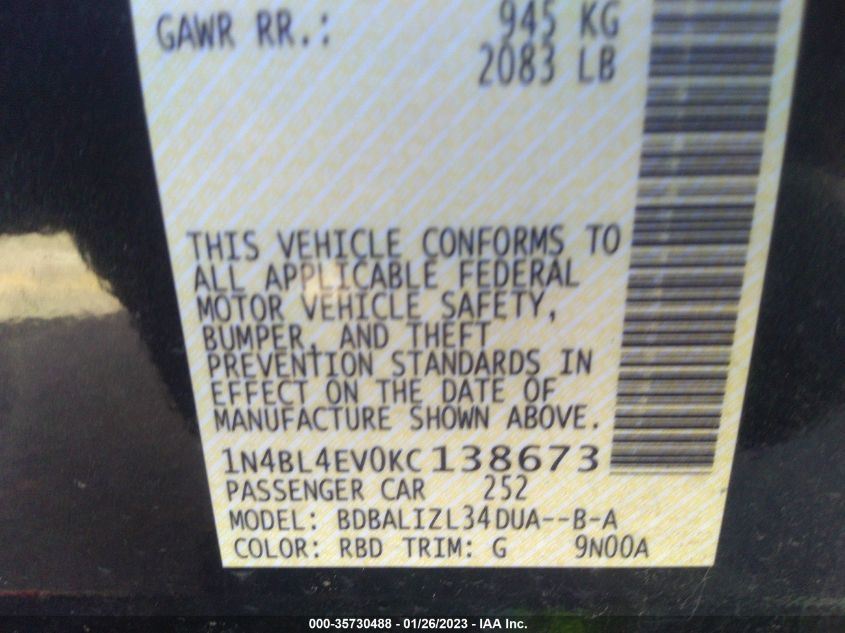 GAWR RR.: 945 KG
2083 LB
THIS VEHICLE CONFORMS TO
ALL APPLICABLE FEDERAL
MOTOR VEHICLE SAFETY,
BUMPER, AND THEFT
PREVENTION STANDARDS IN
EFFECT ON THE DATE OF
MANUFACTURE SHOWN ABOVE.
1N4BL4EV0KC138673
PASSENGER CAR 252
MODEL: BDBALIZL34DUA--B-A
COLOR: RBD TRIM: G 9N00A
000-35730488 — 01/26/2023 — IAA Inc.